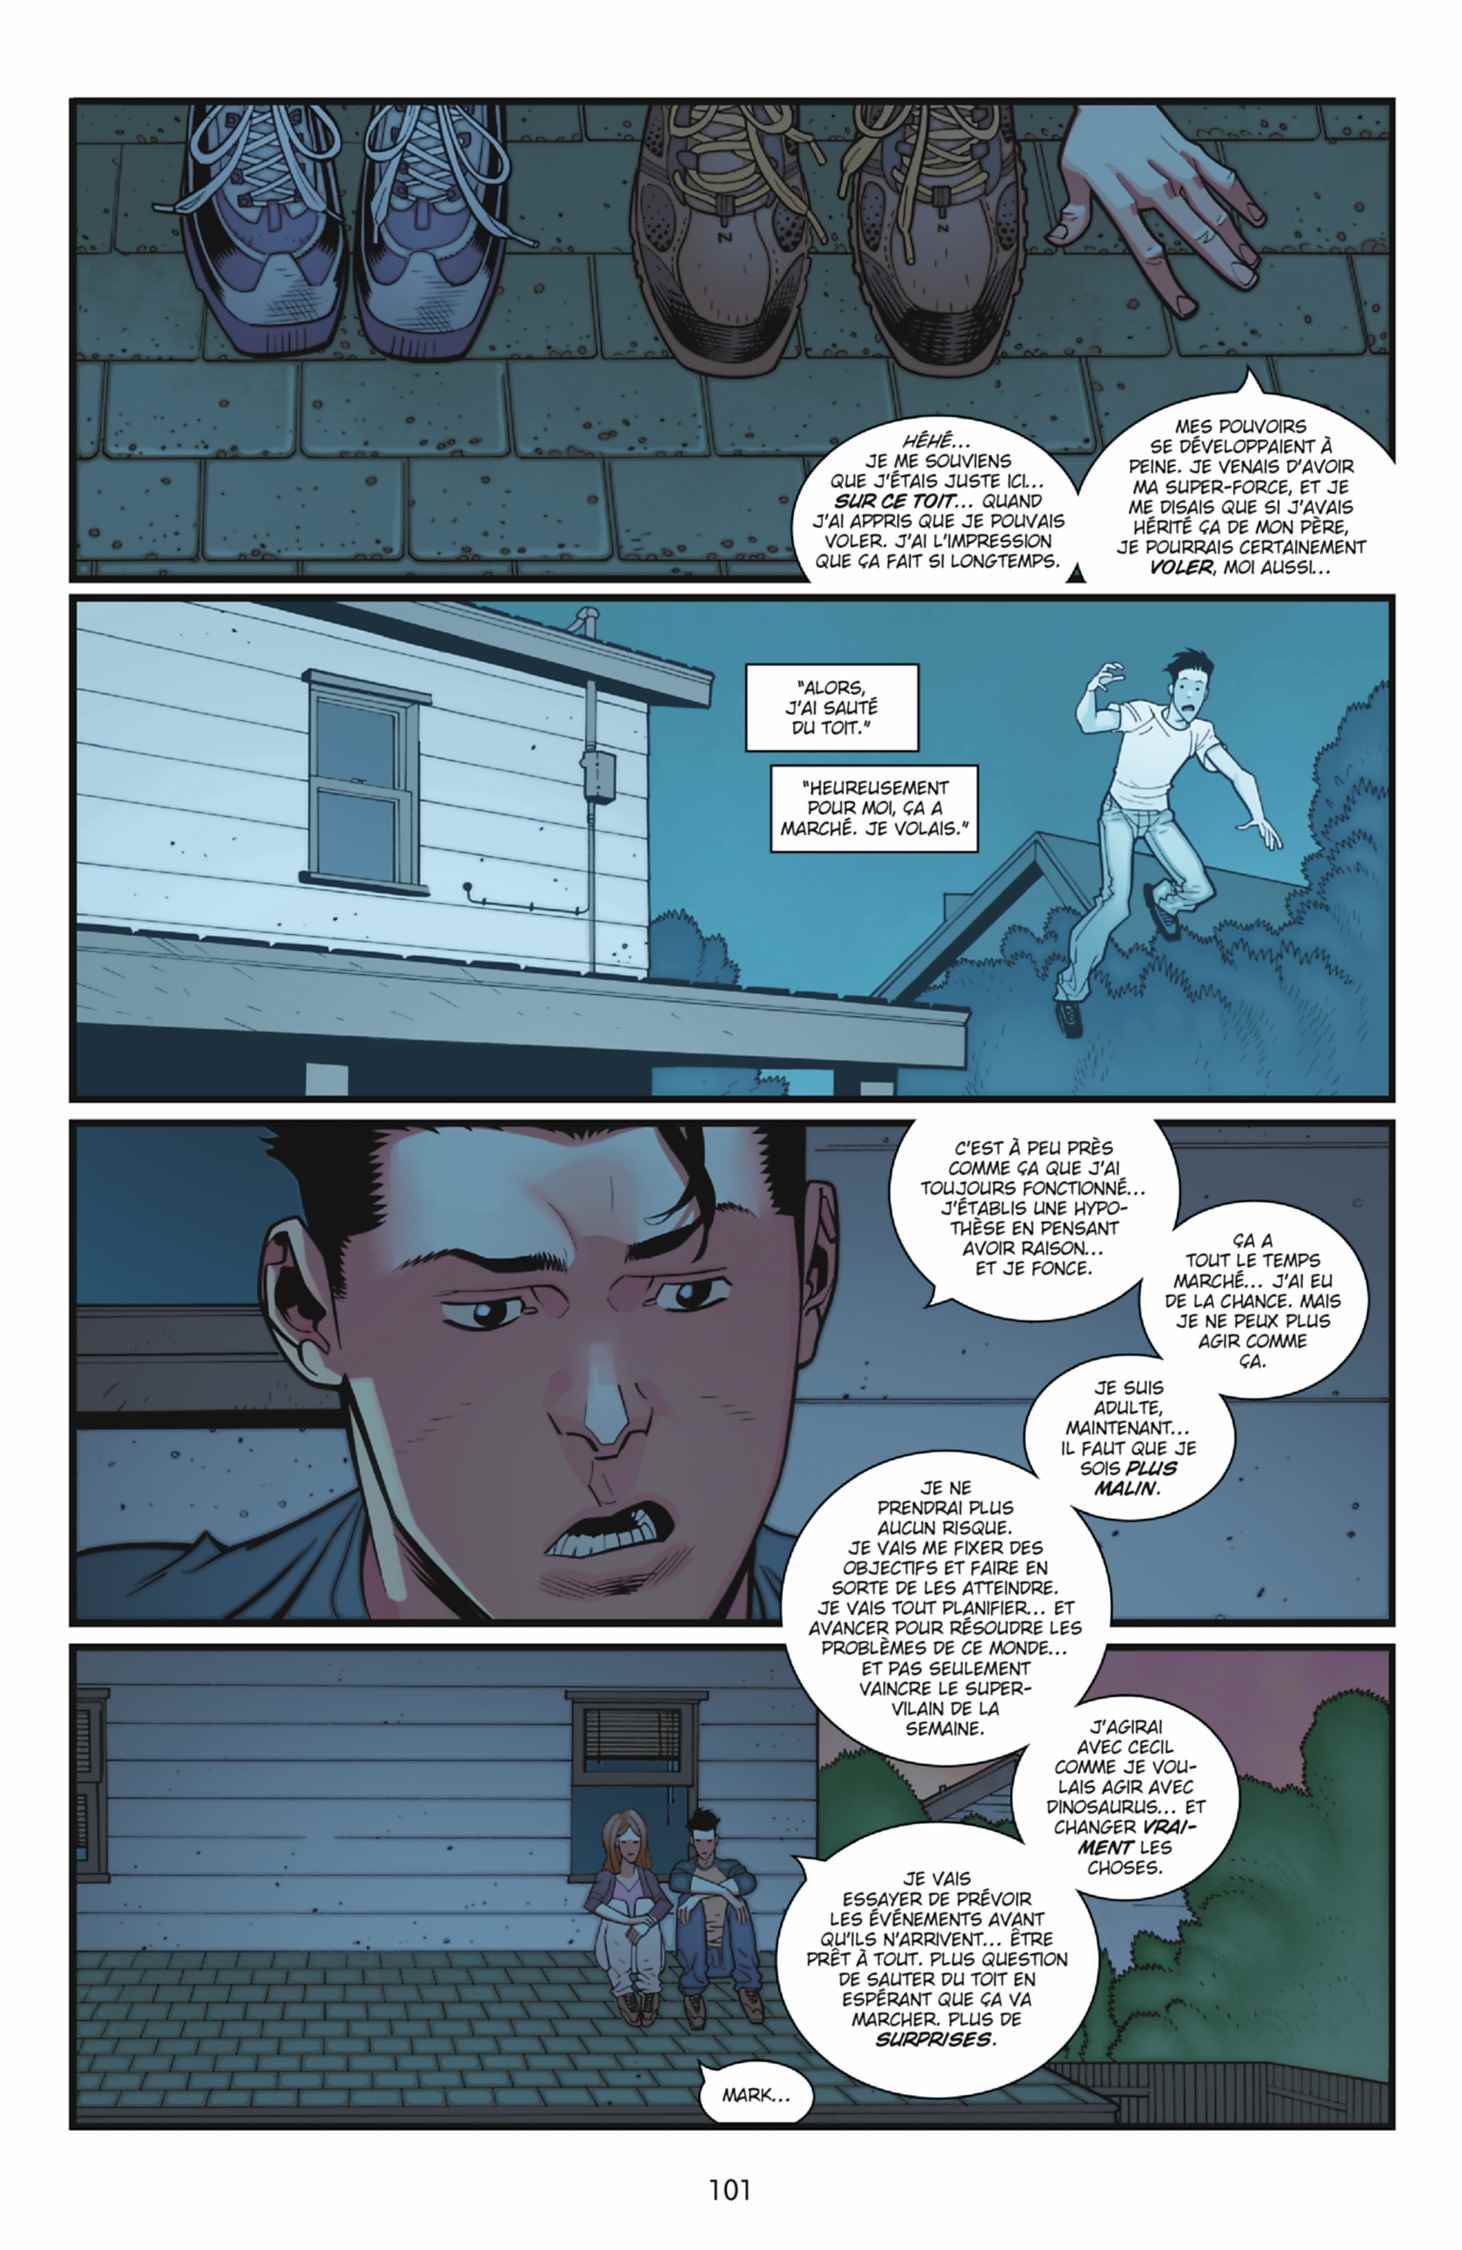 HÉHÉ...
JE ME SOUVIENS
QUE J'ÉTAIS JUSTE ICI...
SUR CE TOIT... QUAND
J'AI APPRIS QUE JE POUVAIS
VOLER. J'AI L'IMPRESSION
QUE ÇA FAIT SI LONGTEMPS.
MES POUVOIRS
SE DÉVELOPPAIENT À
PEINE. JE VENAIS D'AVOIR
MA SUPER-FORCE, ET JE
ME DISAIS QUE SI J'AVAIS
HÉRITÉ ÇA DE MON PÈRE,
JE POURRAIS CERTAINEMENT
VOLER, MOI AUSSI...
"ALORS,
J'AI SAUTÉ
DU TOIT."
"HEUREUSEMENT
POUR MOI, ÇA A
MARCHÉ. JE VOLAIS."
C'EST À PEU PRÈS
COMME ÇA QUE J'AI
TOUJOURS FONCTIONNÉ...
J'ÉTABLIS UNE HYPO-
THÈSE EN PENSANT
AVOIR RAISON...
ET JE FONCE.
ÇA A
TOUT LE TEMPS
MARCHÉ... J'AI EU
DE LA CHANCE. MAIS
JE NE PEUX PLUS
AGIR COMME
ÇA.
JE SUIS
ADULTE,
MAINTENANT...
IL FAUT QUE JE
SOIS PLUS
MALIN.
JE NE
PRENDRAI PLUS
AUCUN RISQUE.
JE VAIS ME FIXER DES
OBJECTIFS ET FAIRE EN
SORTE DE LES ATTEINDRE.
JE VAIS TOUT PLANIFIER... ET
AVANCER POUR RÉSOUDRE LES
PROBLÈMES DE CE MONDE...
ET PAS SEULEMENT
VAINCRE LE SUPER-
VILAIN DE LA
SEMAINE.
J'AGIRAI
AVEC CECIL
COMME JE VOU-
LAIS AGIR AVEC
DINOSAURUS... ET
CHANGER VRAI-
MENT LES
CHOSES.
JE VAIS
ESSAYER DE PRÉVOIR
LES ÉVÉNEMENTS AVANT
QU'ILS N'ARRIVENT... ÊTRE
PRÊT À TOUT. PLUS QUESTION
DE SAUTER DU TOIT EN
ESPÉRANT QUE ÇA VA
MARCHER. PLUS DE
SURPRISES.
MARK...
101